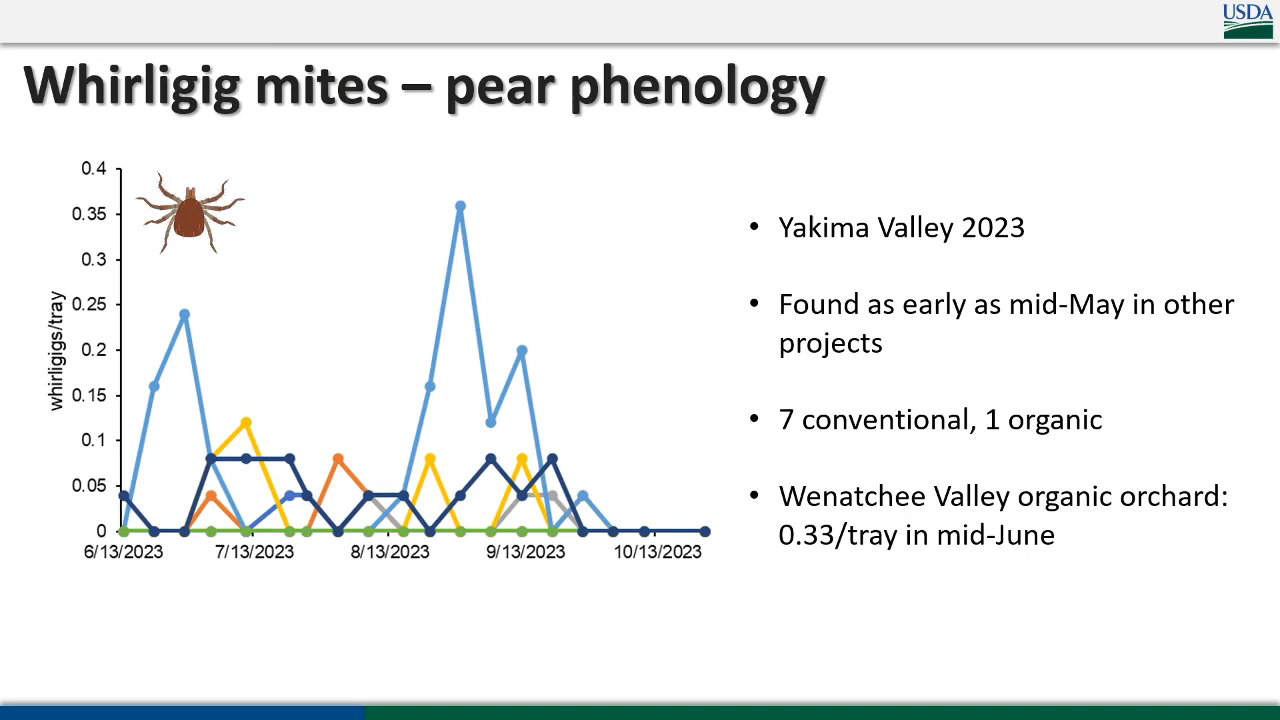 USDA
Whirligig mites – pear phenology
0.4
0.35
0.3
0.25
0.2
0.15
0.1
0.05
0
whirligigs/tray
6/13/2023 7/13/2023 8/13/2023 9/13/2023 10/13/2023
• Yakima Valley 2023
• Found as early as mid-May in other
projects
• 7 conventional, 1 organic
• Wenatchee Valley organic orchard:
0.33/tray in mid-June